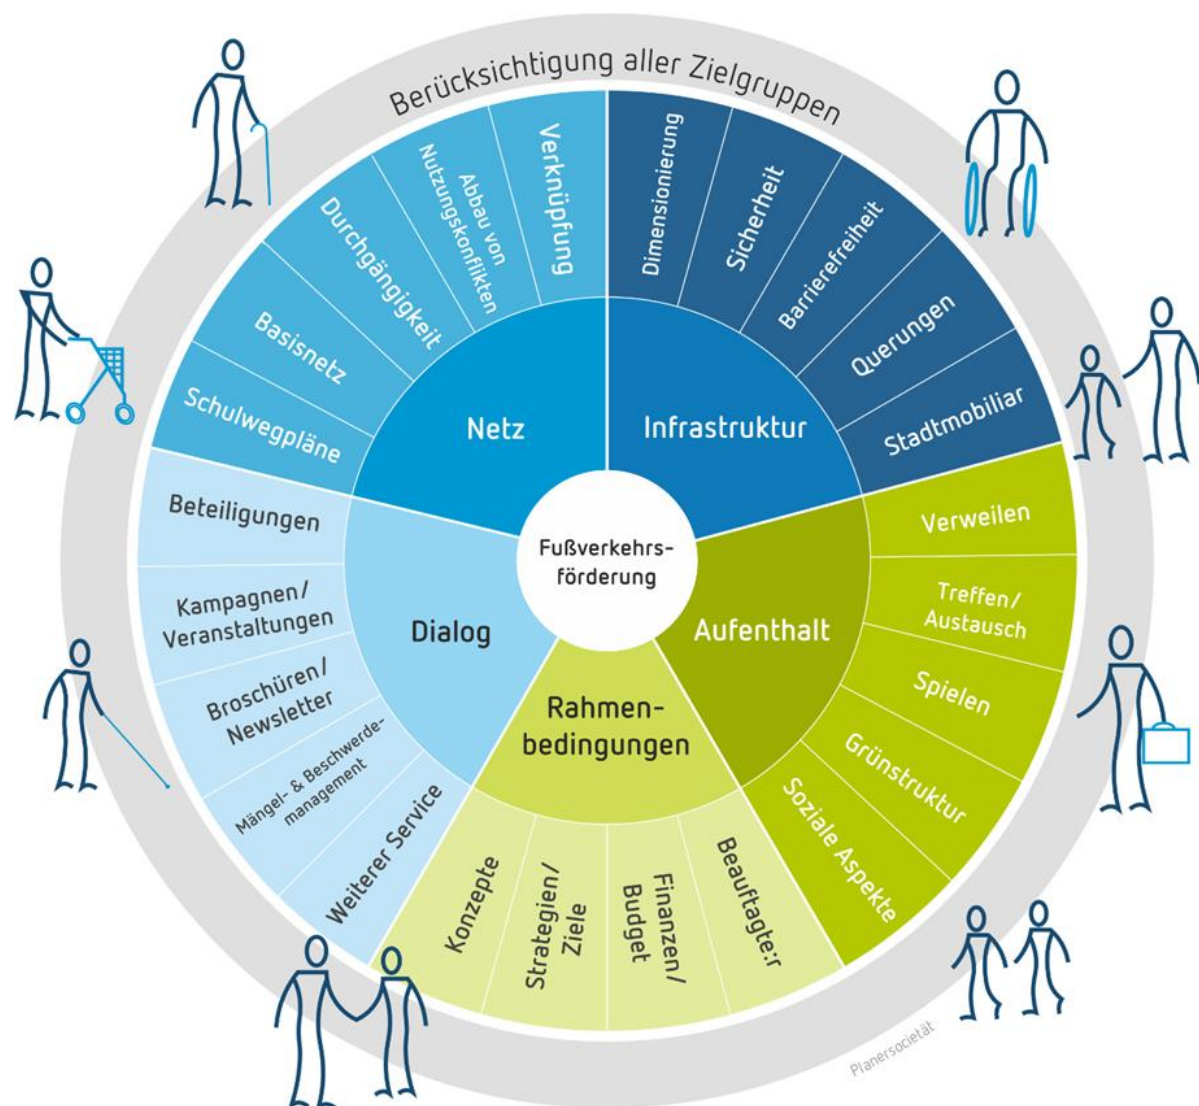 Berücksichtigung aller Zielgruppen
Fußverkehrs-
förderung
Netz
Schulwegpläne
Basisnetz
Durchgängigkeit
Abbau von
Nutzungskonflikten
Verknüpfung
Infrastruktur
Dimensionierung
Sicherheit
Barrierefreiheit
Querungen
Stadtmobiliar
Aufenthalt
Verweilen
Treffen/
Austausch
Spielen
Grünstruktur
Soziale Aspekte
Rahmen-
bedingungen
Beauftagte:r
Finanzen/
Budget
Strategien/
Ziele
Konzepte
Dialog
Weiterer Service
Mängel- & Beschwerde-
management
Broschüren/
Newsletter
Kampagnen/
Veranstaltungen
Beteiligungen
Planersocietät